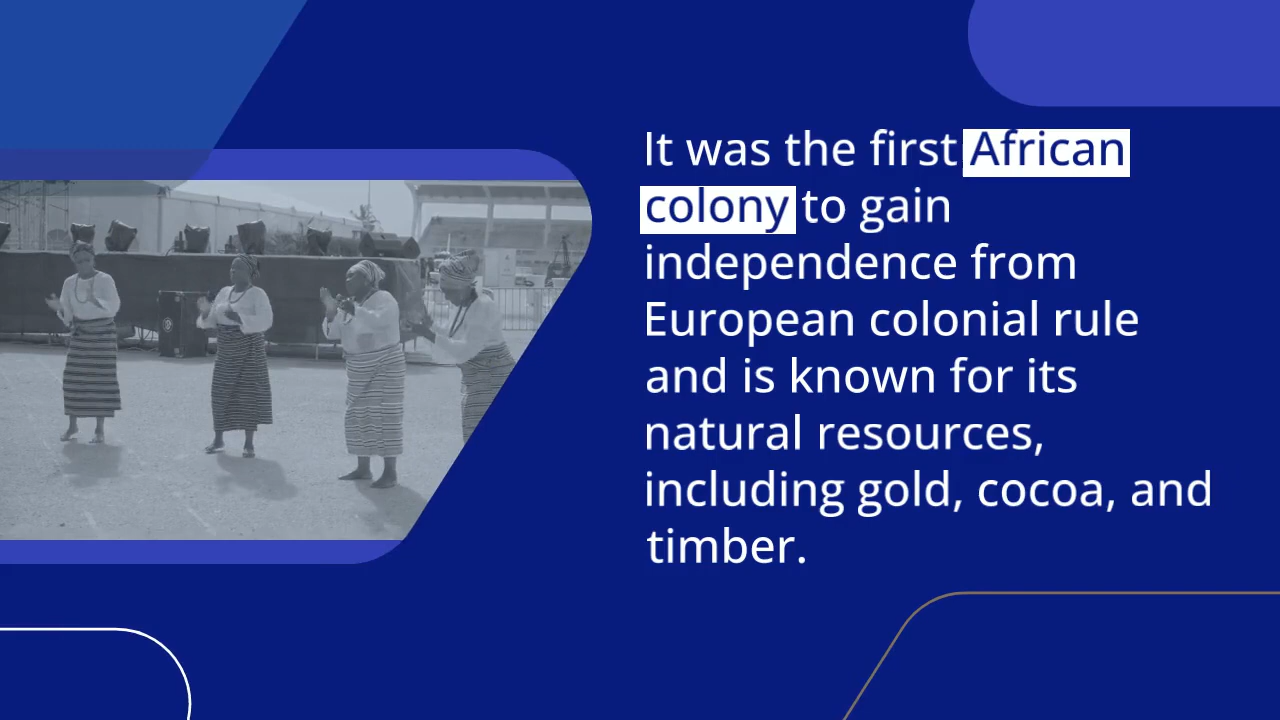 It was the first African
colony to gain
independence from
European colonial rule
and is known for its
natural resources,
including gold, cocoa, and
timber.